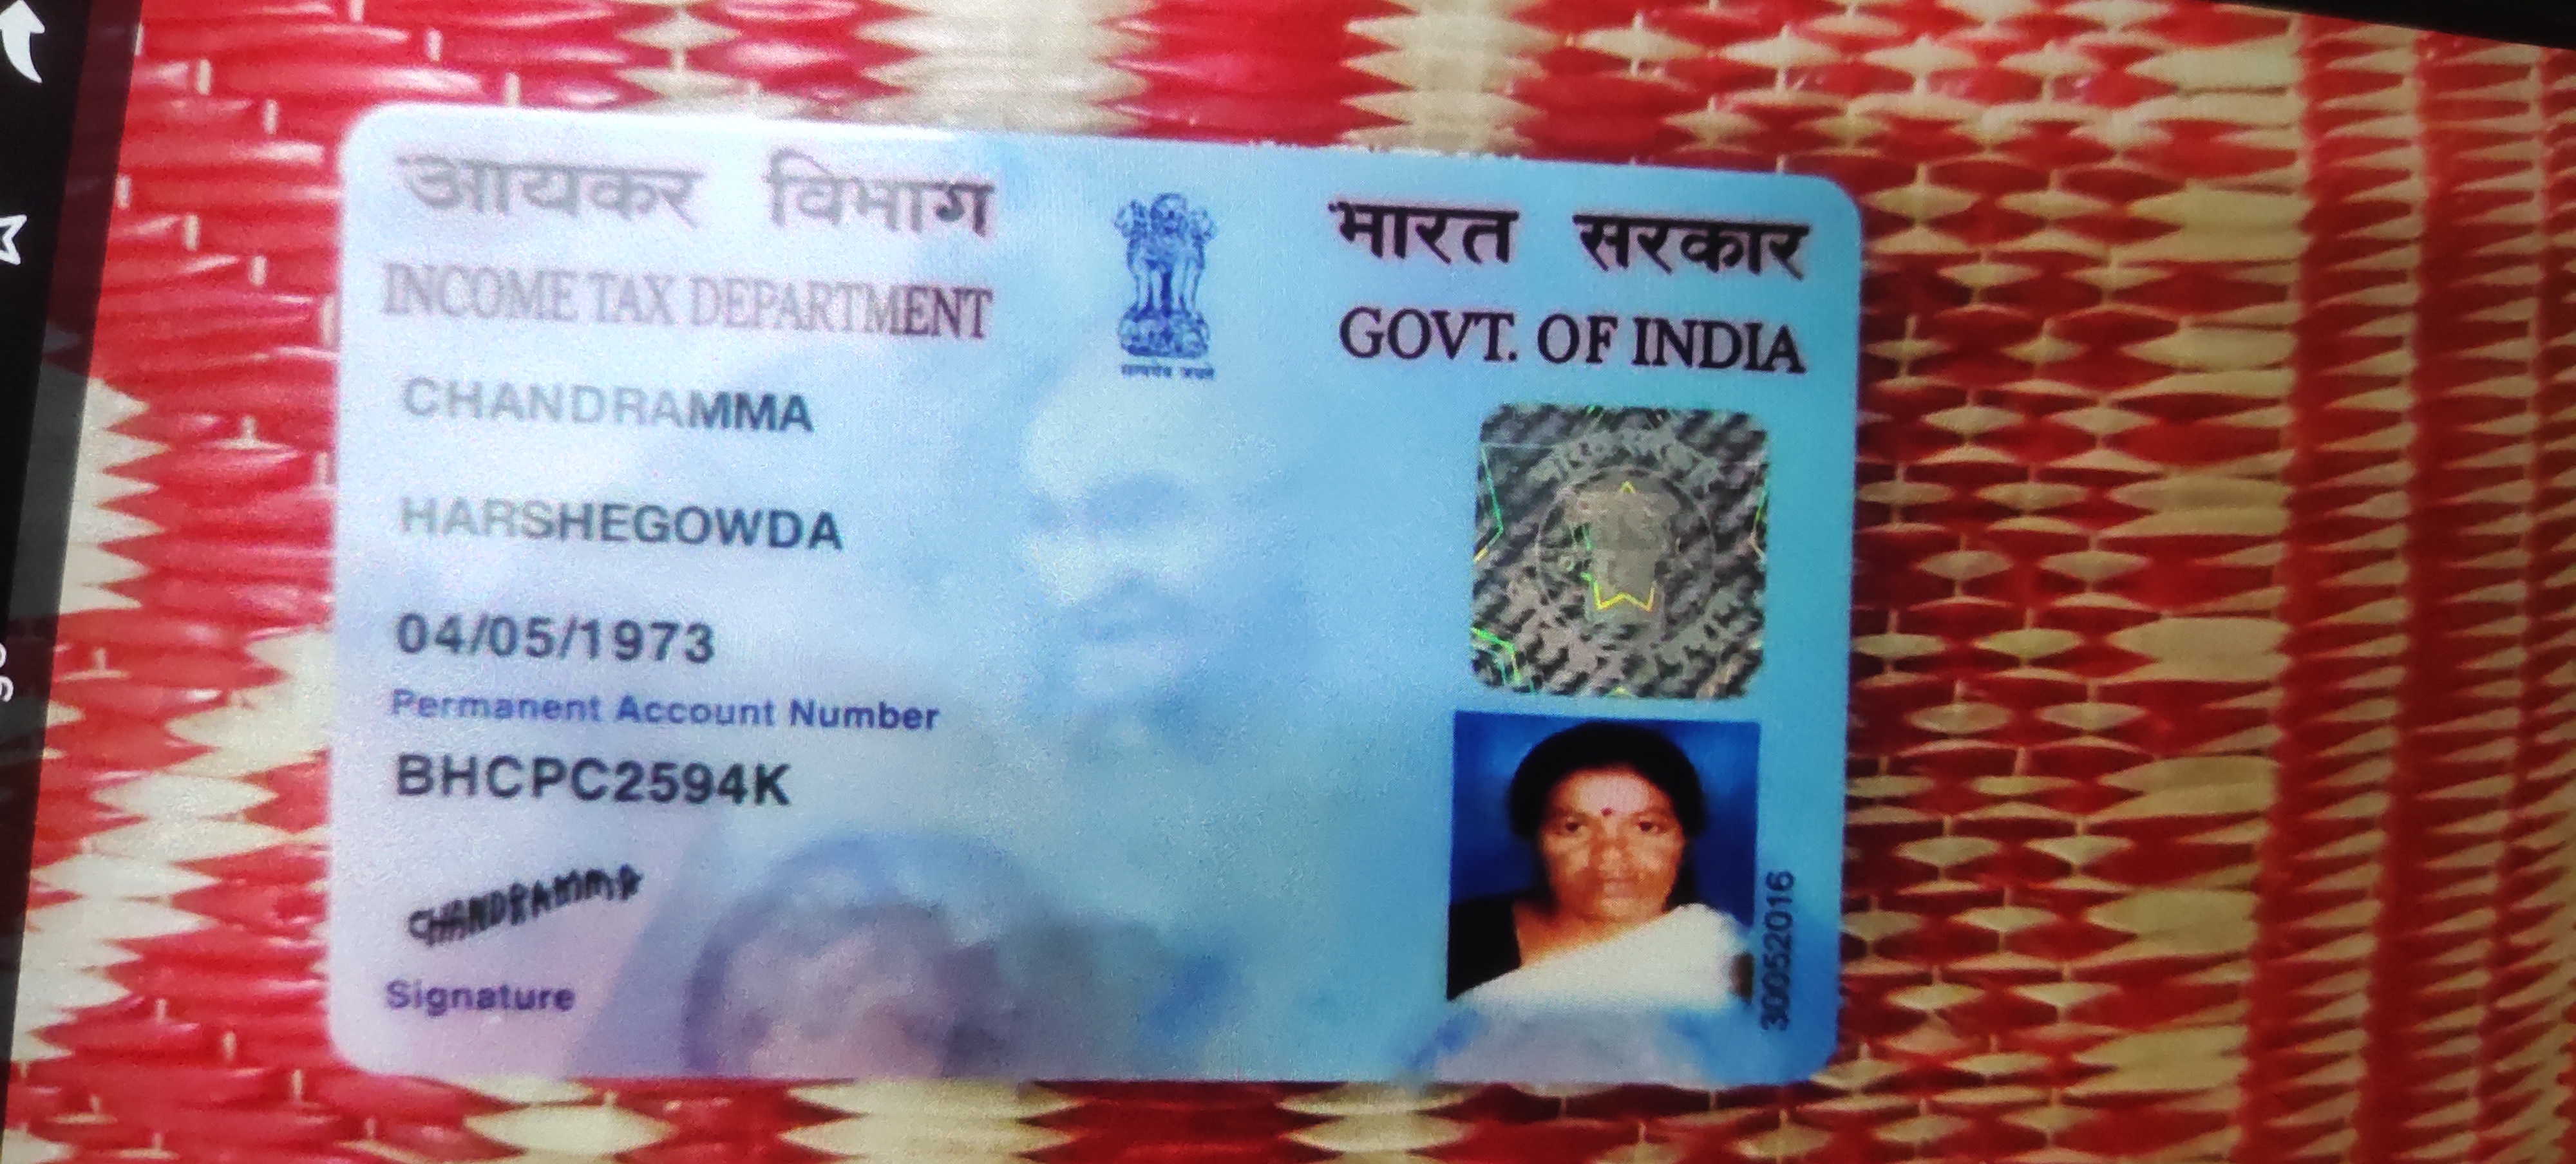 आयकर विभाग
INCOME TAX DEPARTMENT
भारत सरकार
GOVT. OF INDIA
सत्यमेव जयते
CHANDRAMMA
HARSHEGOWDA
04/05/1973
Permanent Account Number
BHCPC2594K
CHANDRAMMA
Signature
30052016